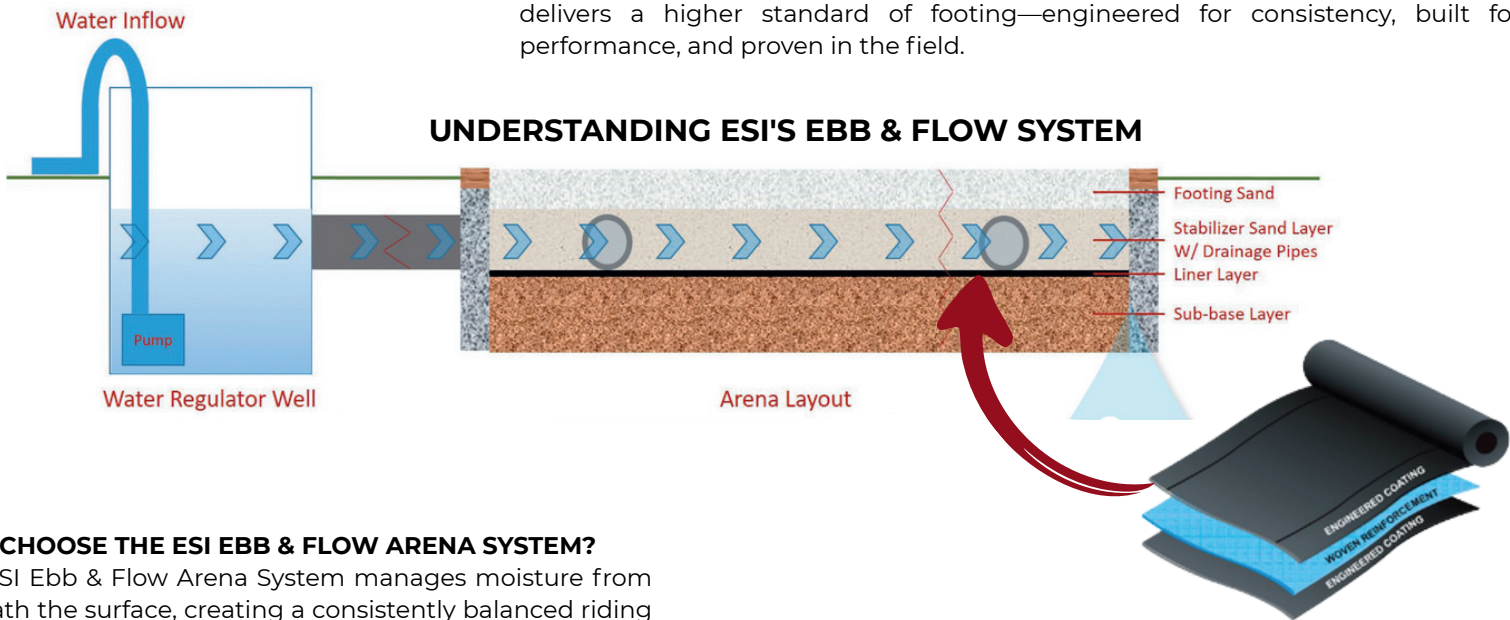 delivers a higher standard of footing—engineered for consistency, built fo
performance, and proven in the field.
Water Inflow
UNDERSTANDING ESI'S EBB & FLOW SYSTEM
Footing Sand
Stabilizer Sand Layer
W/ Drainage Pipes
Liner Layer
Sub-base Layer
Pump
Water Regulator Well
Arena Layout
ENGINEERED COATING
WOVEN REINFORCEMENT
ENGINEERED COATING
CHOOSE THE ESI EBB & FLOW ARENA SYSTEM?
SI Ebb & Flow Arena System manages moisture from
ath the surface, creating a consistently balanced riding